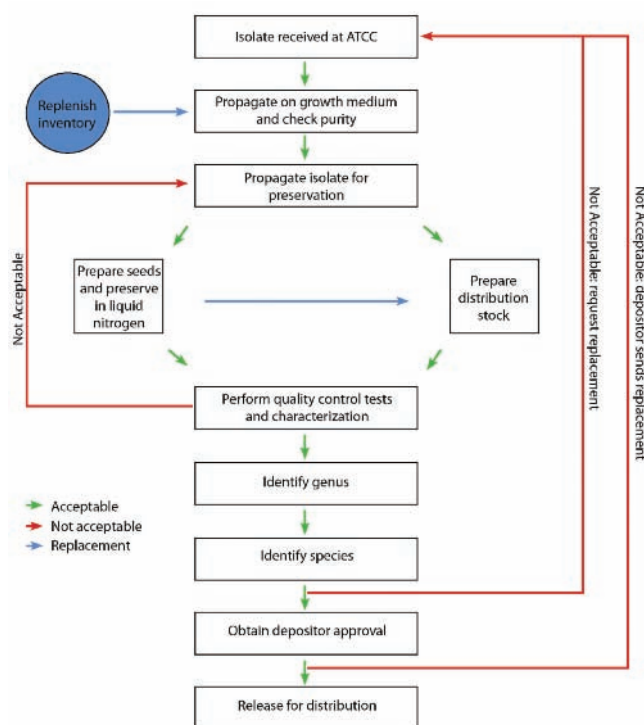 Isolate received at ATCC
Replenish
inventory
Propagate on growth medium
and check purity
Propagate isolate for
preservation
Not Acceptable
Prepare seeds
and preserve
in liquid
nitrogen
Prepare
distribution
stock
Not Acceptable: request replacement
Not Acceptable: depositor sends replacement
Perform quality control tests
and characterization
Identify genus
Acceptable
Not acceptable
Replacement
Identify species
Obtain depositor approval
Release for distribution